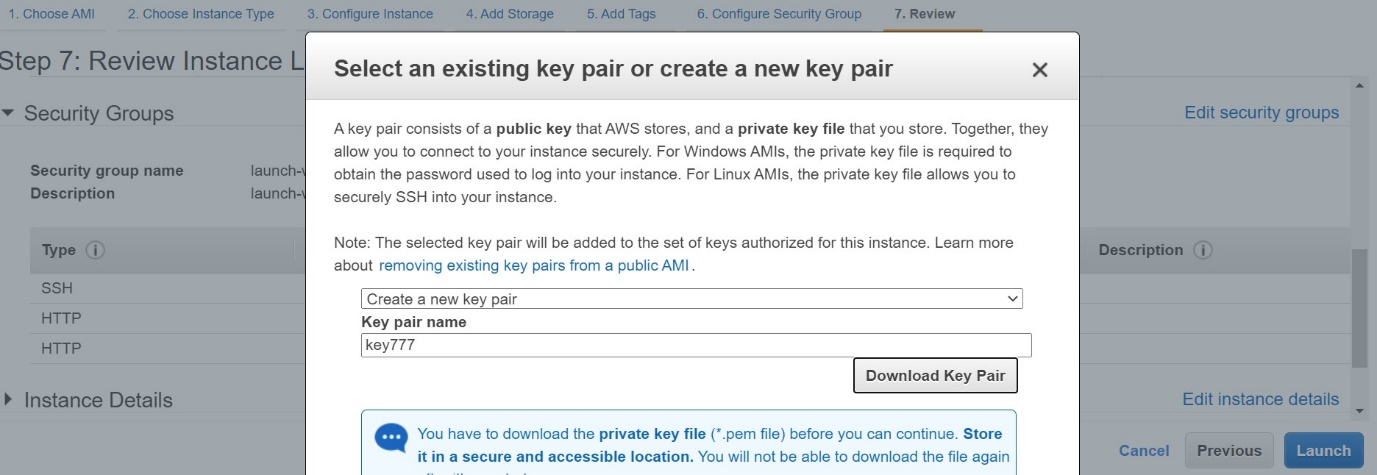 1. Choose AMI 2. Choose Instance Type 3. Configure Instance 4. Add Storage 5. Add Tags 6. Configure Security Group 7. Review
Step 7: Review Instance L
Select an existing key pair or create a new key pair
Security Groups
Edit security groups
A key pair consists of a public key that AWS stores, and a private key file that you store. Together, they
allow you to connect to your instance securely. For Windows AMIs, the private key file is required to
obtain the password used to log into your instance. For Linux AMIs, the private key file allows you to
securely SSH into your instance.
Security group name launch-
Description launch-
Note: The selected key pair will be added to the set of keys authorized for this instance. Learn more
about removing existing key pairs from a public AMI.
Type
Description
SSH
HTTP
HTTP
Create a new key pair
Key pair name
key777
Download Key Pair
Instance Details
Edit instance details
You have to download the private key file (*.pem file) before you can continue. Store
it in a secure and accessible location. You will not be able to download the file again
Cancel Previous Launch